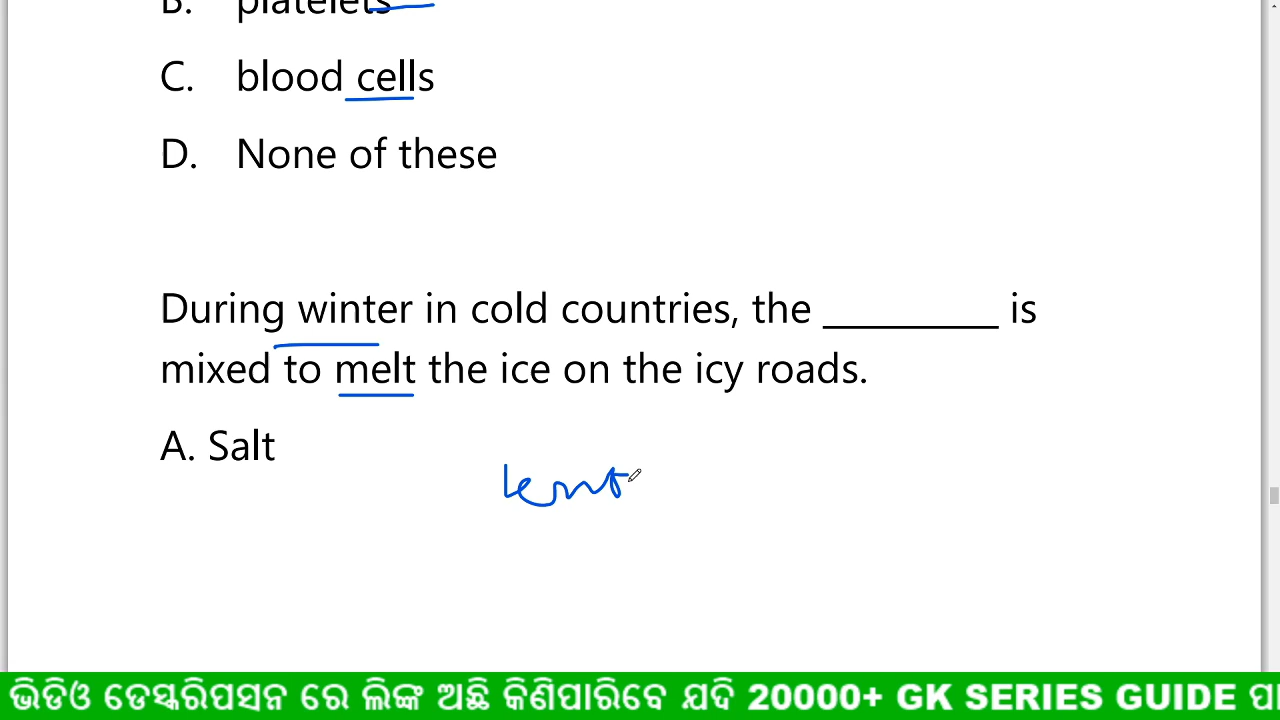 B. platelets
C. blood cells
D. None of these
During winter in cold countries, the __________ is
mixed to melt the ice on the icy roads.
A. Salt
ଭିଡିଓ ଡେସ୍କରିପସନ ରେ ଲିଙ୍କ ଅଛି କିଣିପାରିବେ ଯଦି 20000+ GK SERIES GUIDE ପା